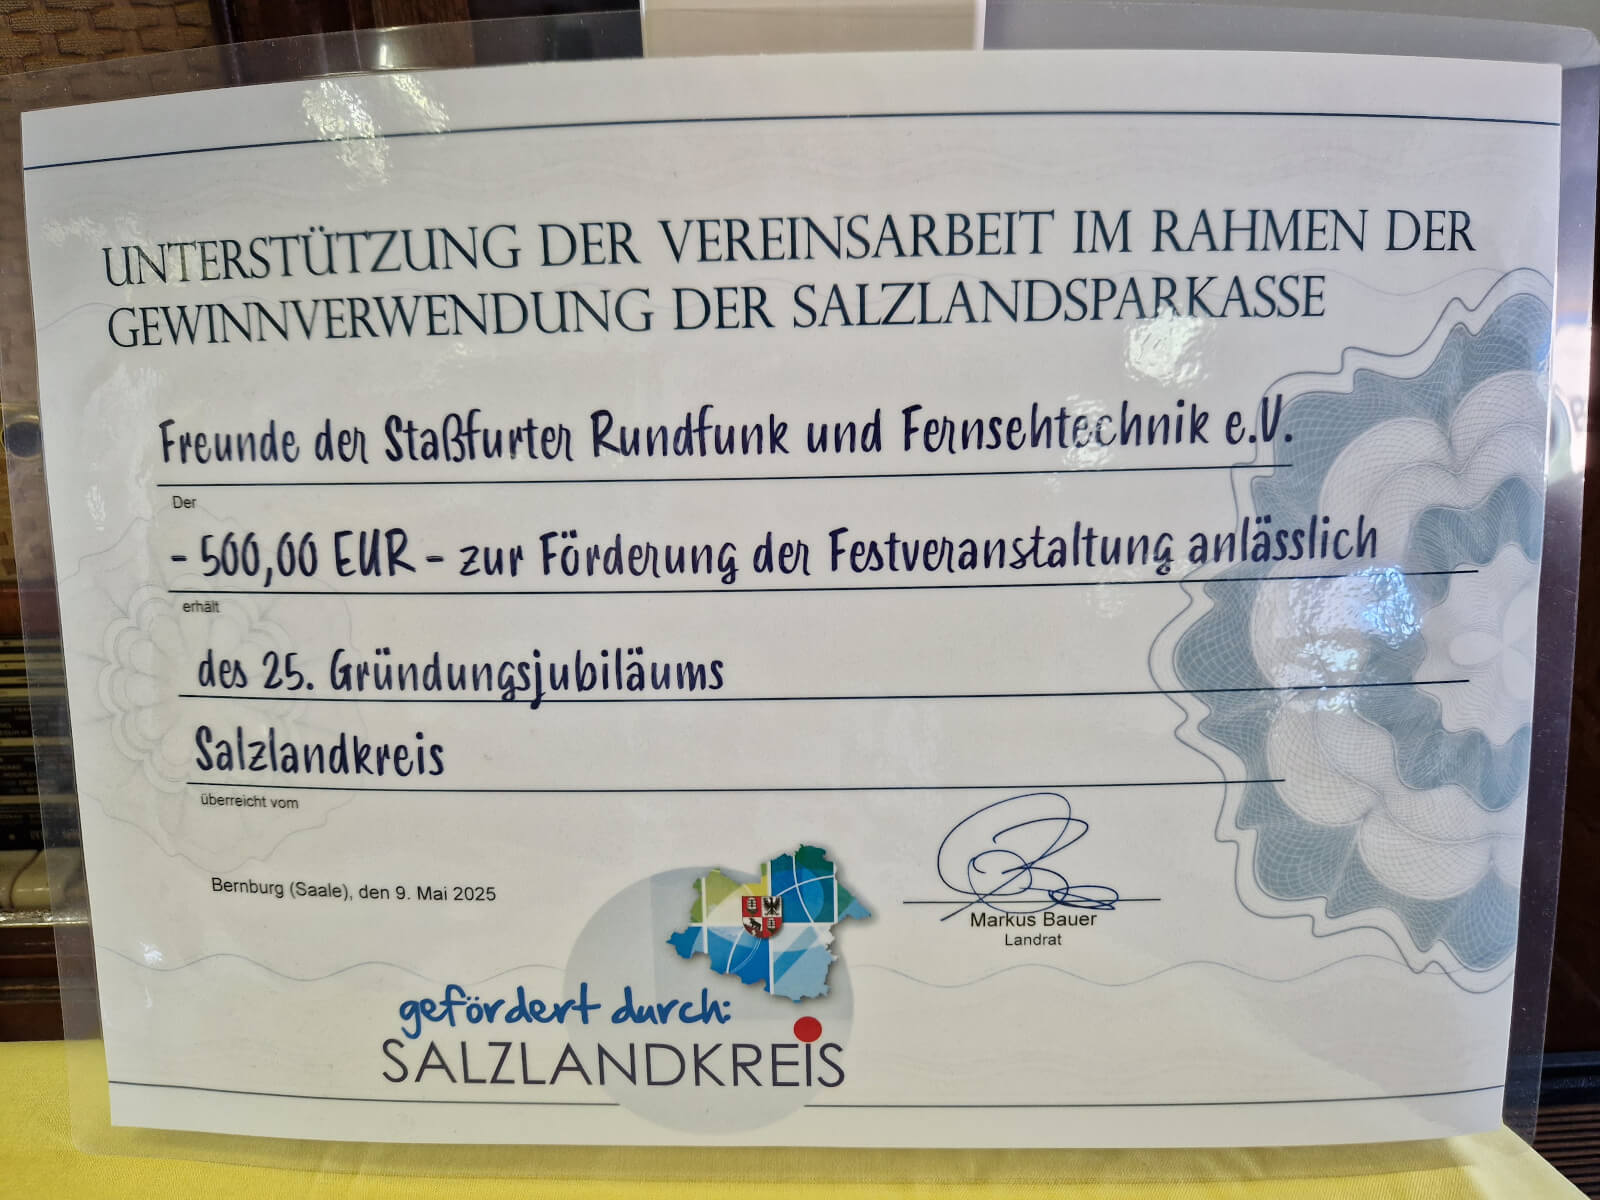 UNTERSTÜTZUNG DER VEREINSARBEIT IM RAHMEN DER
GEWINNVERWENDUNG DER SALZLANDSPARKASSE
Freunde der Staßfurter Rundfunk und Fernsehtechnik e.V.
Der
- 500,00 EUR - zur Förderung der Festveranstaltung anlässlich
erhält
des 25. Gründungsjubiläums
Salzlandkreis
überreicht vom
Bernburg (Saale), den 9. Mai 2025
Markus Bauer
Landrat
gefördert durch:
SALZLANDKREIS